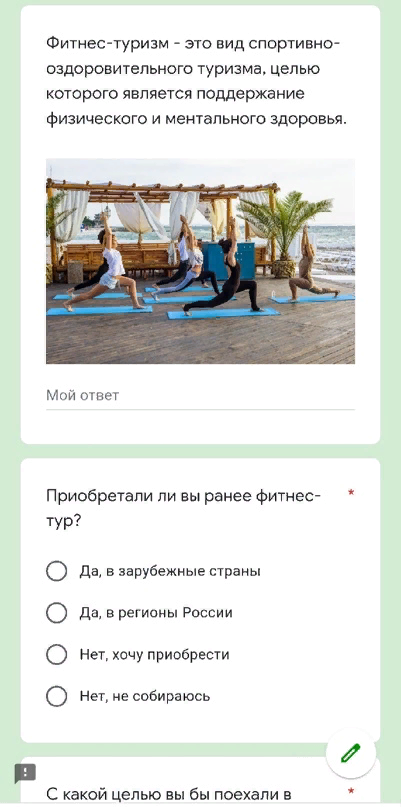 Фитнес-туризм - это вид спортивно-
оздоровительного туризма, целью
которого является поддержание
физического и ментального здоровья.
Мой ответ
Приобретали ли вы ранее фитнес- *
тур?
Да, в зарубежные страны
Да, в регионы России
Нет, хочу приобрести
Нет, не собираюсь
С какой целью вы бы поехали в *